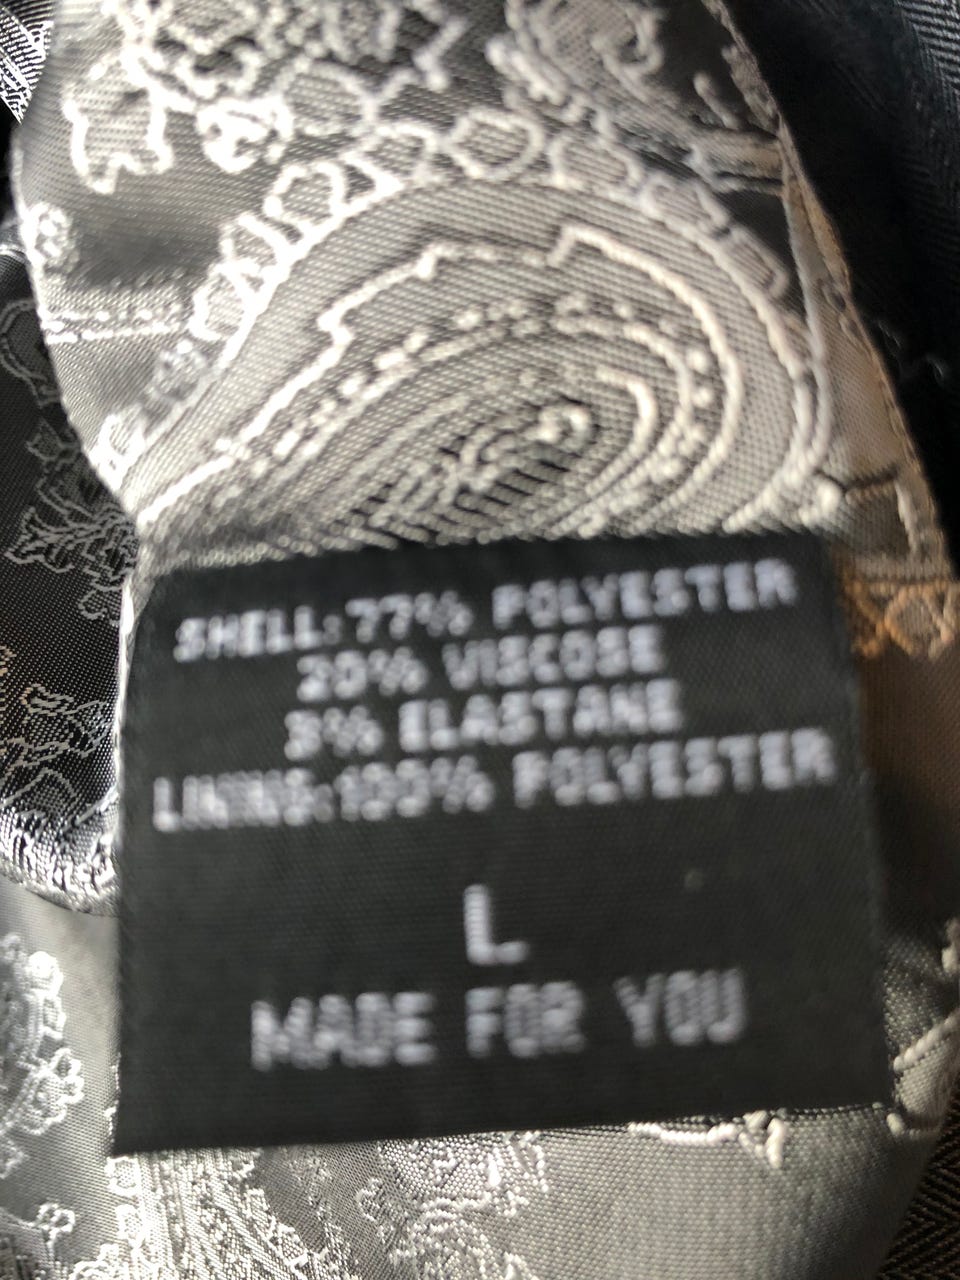 SHELL:77% POLYESTER
20% VISCOSE
3% ELASTANE
LINING:100% POLYESTER
L
MADE FOR YOU